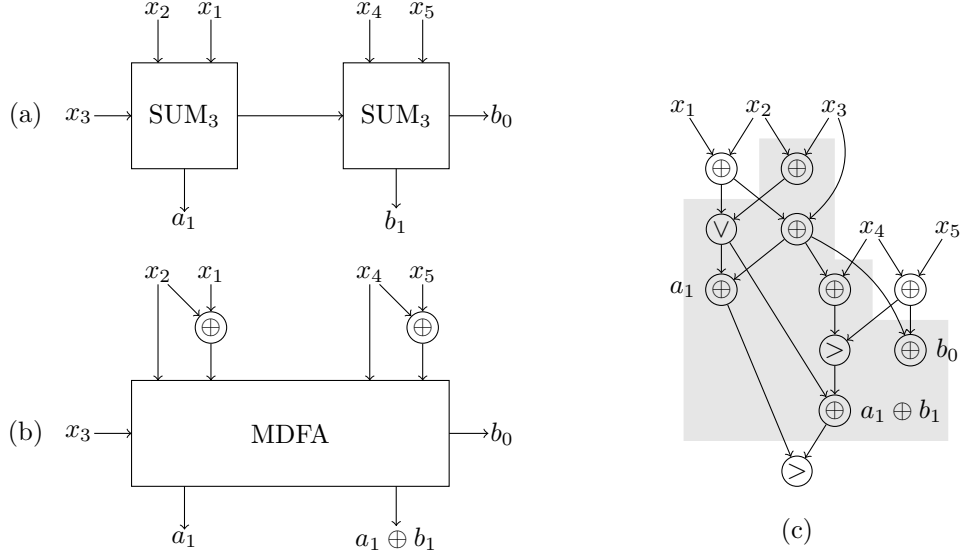 x₂ x₁ x₄ x₅
(a) x₃ SUM₃ SUM₃ b₀
a₁ b₁
x₂ x₁ x₄ x₅
⊕ ⊕
(b) x₃ MDFA b₀
a₁ a₁ ⊕ b₁
x₁ x₂ x₃
⊕ ⊕
∨ ⊕ x₄ x₅
a₁ ⊕ ⊕ ⊕
> ⊕ b₀
⊕ a₁ ⊕ b₁
>
(c)